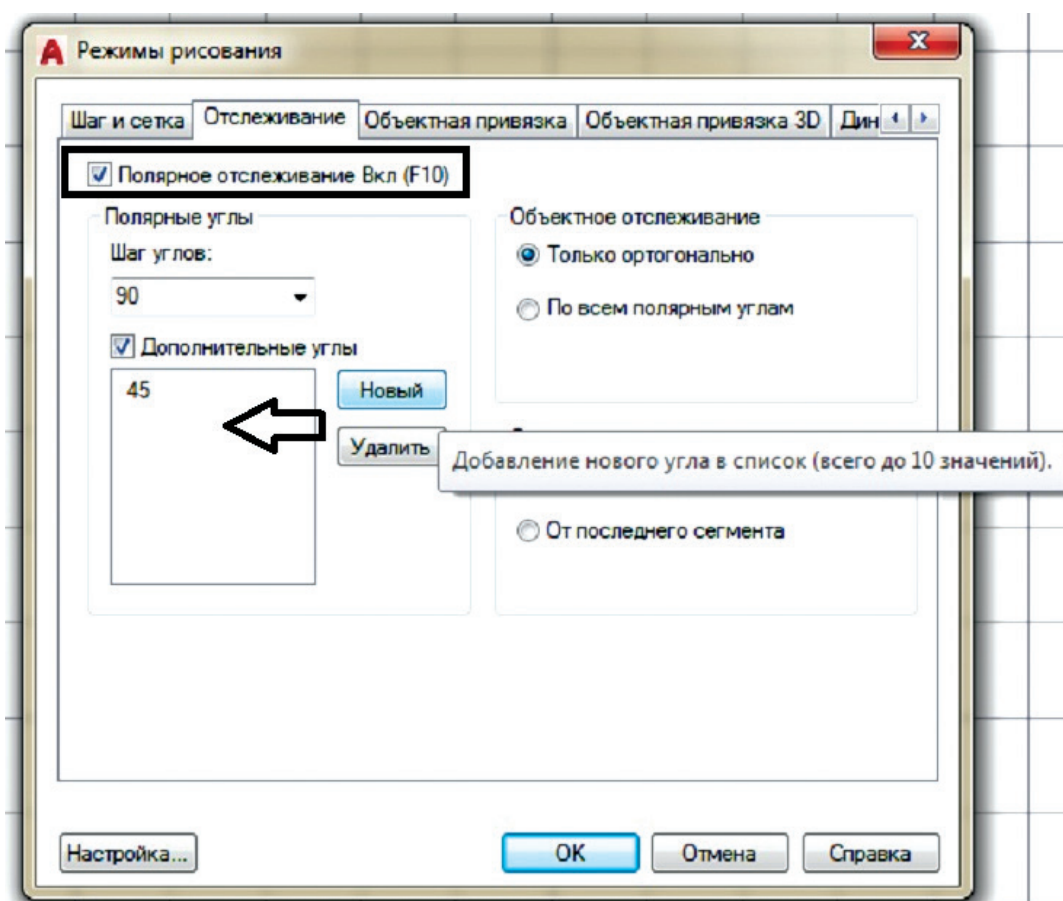 Режимы рисования
Шаг и сетка
Отслеживание
Объектная привязка
Объектная привязка 3D
Дин
Полярное отслеживание Вкл (F10)
Полярные углы
Шаг углов:
90
Дополнительные углы
45
Новый
Удалить
Объектное отслеживание
Только ортогонально
По всем полярным углам
Добавление нового угла в список (всего до 10 значений).
От последнего сегмента
Настройка...
OK
Отмена
Справка